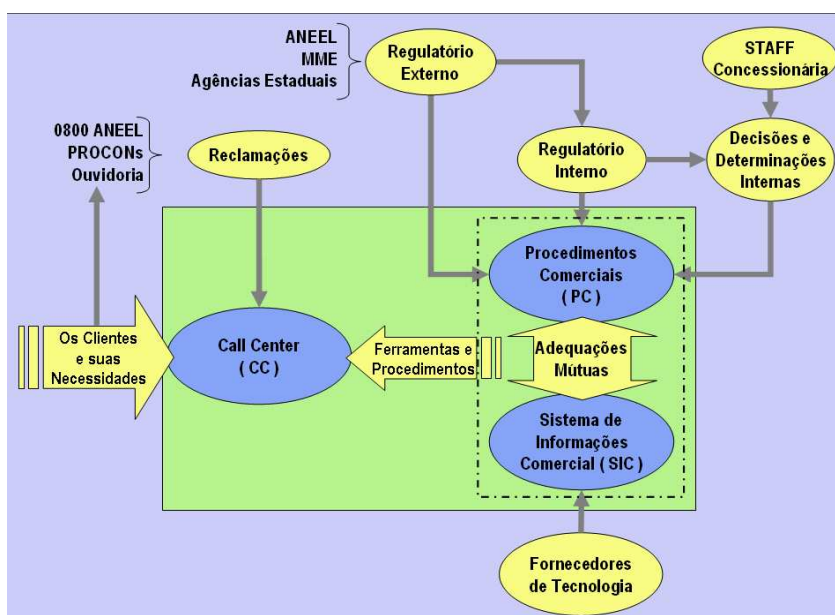 ANEEL
MME
Agências Estaduais
Regulatório
Externo
STAFF
Concessionária
0800 ANEEL
PROCONs
Ouvidoria
Reclamações
Regulatório
Interno
Decisões e
Determinações
Internas
Procedimentos
Comerciais
( PC )
Os Clientes
e suas
Necessidades
Call Center
( CC )
Ferramentas e
Procedimentos
Adequações
Mútuas
Sistema de
Informações
Comercial ( SIC )
Fornecedores
de Tecnologia